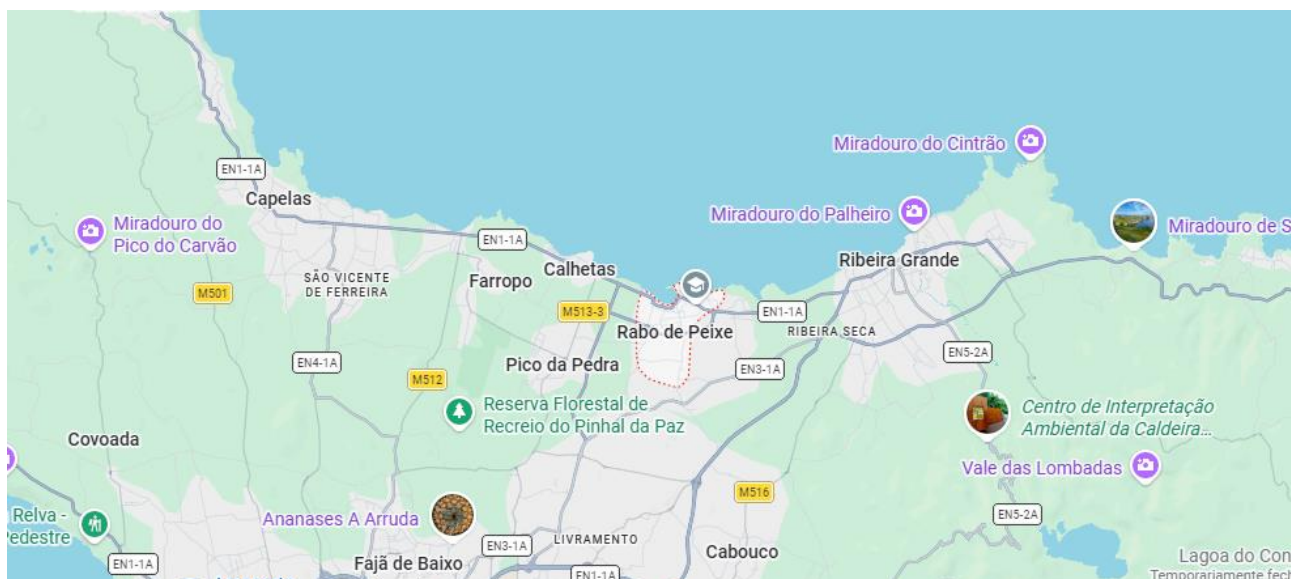 Miradouro do Cintrão
EN1-1A
Capelas
Miradouro do Palheiro
Miradouro do
Pico do Carvão
Miradouro de S
EN1-1A
Ribeira Grande
Calhetas
SÃO VICENTE
DE FERREIRA
Farropo
M501
M513-3
EN1-1A
Rabo de Peixe
RIBEIRA SECA
EN4-1A
Pico da Pedra
EN5-2A
EN3-1A
M512
Reserva Florestal de
Recreio do Pinhal da Paz
Centro de Interpretação
Ambiental da Caldeira...
Covoada
Vale das Lombadas
M516
Relva -
Pedestre
Ananases A Arruda
EN5-2A
LIVRAMENTO
EN3-1A
Cabouco
EN1-1A
Fajã de Baixo
EN1-1A
Lagoa do Con
Temporariamente fech